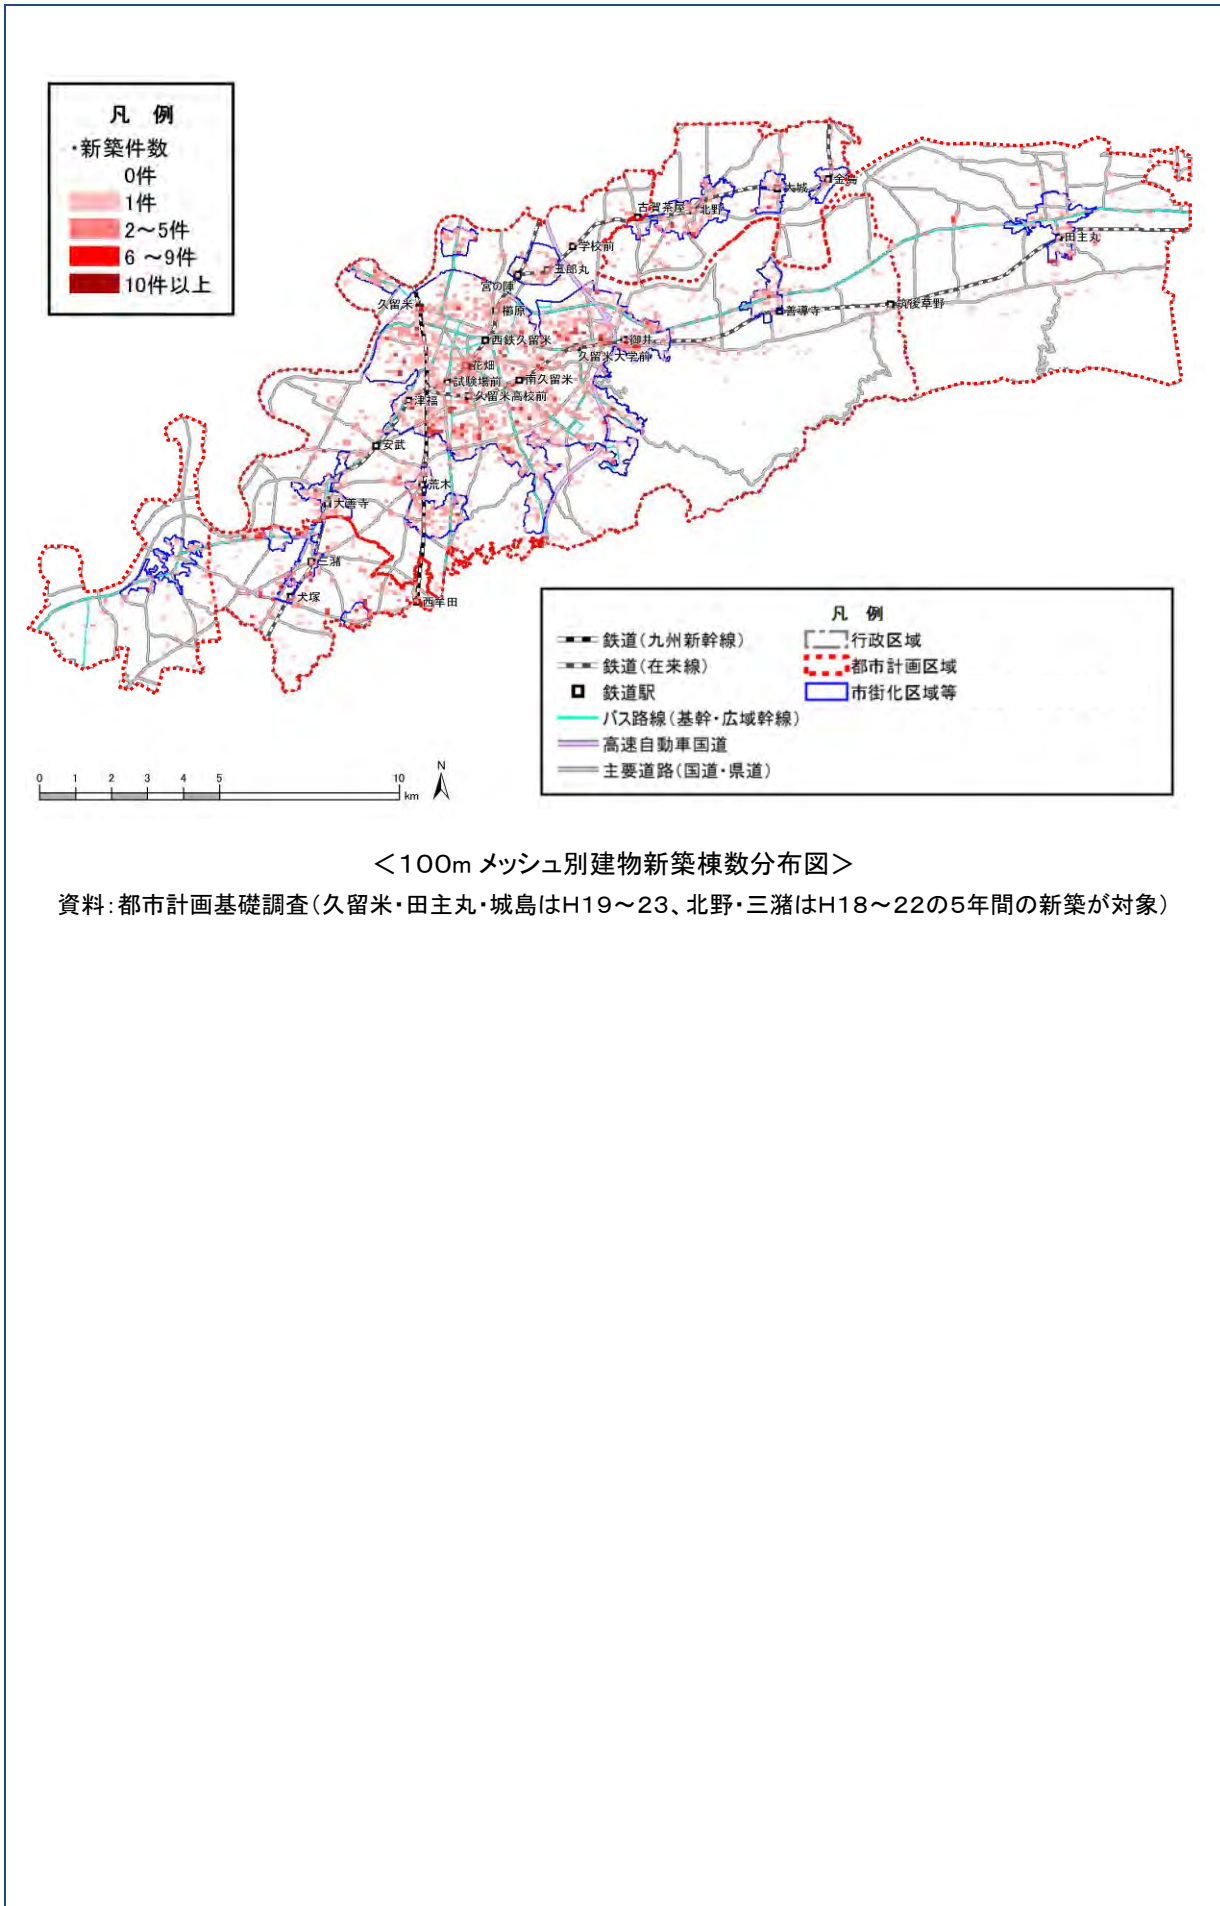 凡 例
・新築件数
0件
1件
2～5件
6 ～9件
10件以上
金島
大城
古賀茶屋
北野
田主丸
学校前
五郎丸
宮の陣
久留米
櫛原
善導寺
筑後草野
西鉄久留米
御井
久留米大学前
花畑
試験場前
南久留米
津福
久留米高校前
安武
荒木
大善寺
三潴
犬塚
西牟田
凡 例
鉄道（九州新幹線）
行政区域
鉄道（在来線）
都市計画区域
鉄道駅
市街化区域等
バス路線（基幹・広域幹線）
高速自動車国道
主要道路（国道・県道）
0 1 2 3 4 5 10
km
N
＜１００ｍ メッシュ別建物新築棟数分布図＞
資料：都市計画基礎調査（久留米・田主丸・城島はＨ１９～２３、北野・三潴はＨ１８～２２の５年間の新築が対象）